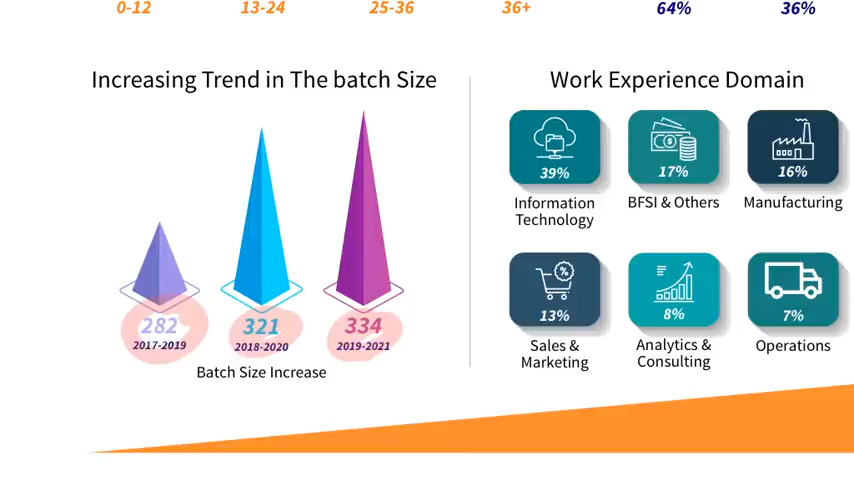 0-12
13-24
25-36
36+
64%
36%
Increasing Trend in The batch Size
282
2017-2019
321
2018-2020
334
2019-2021
Batch Size Increase
Work Experience Domain
39%
Information
Technology
17%
BFSI & Others
16%
Manufacturing
13%
Sales &
Marketing
8%
Analytics &
Consulting
7%
Operations